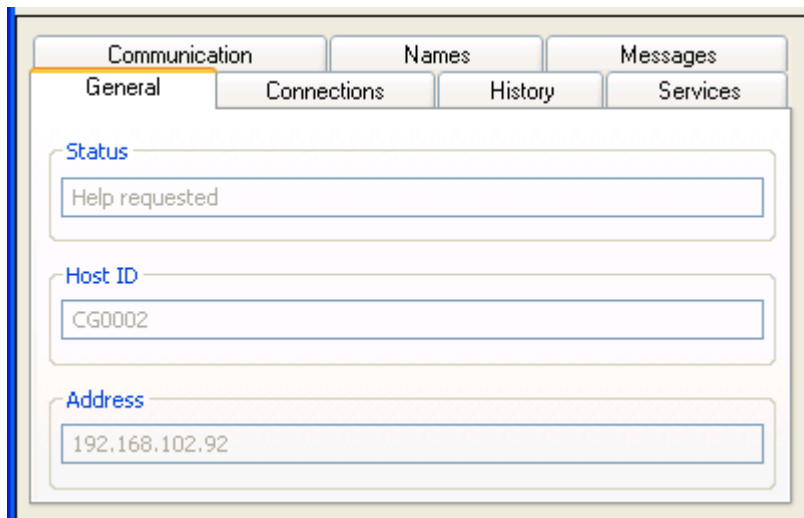 Communication Names Messages
General Connections History Services
Status
Help requested
Host ID
CG0002
Address
192.168.102.92